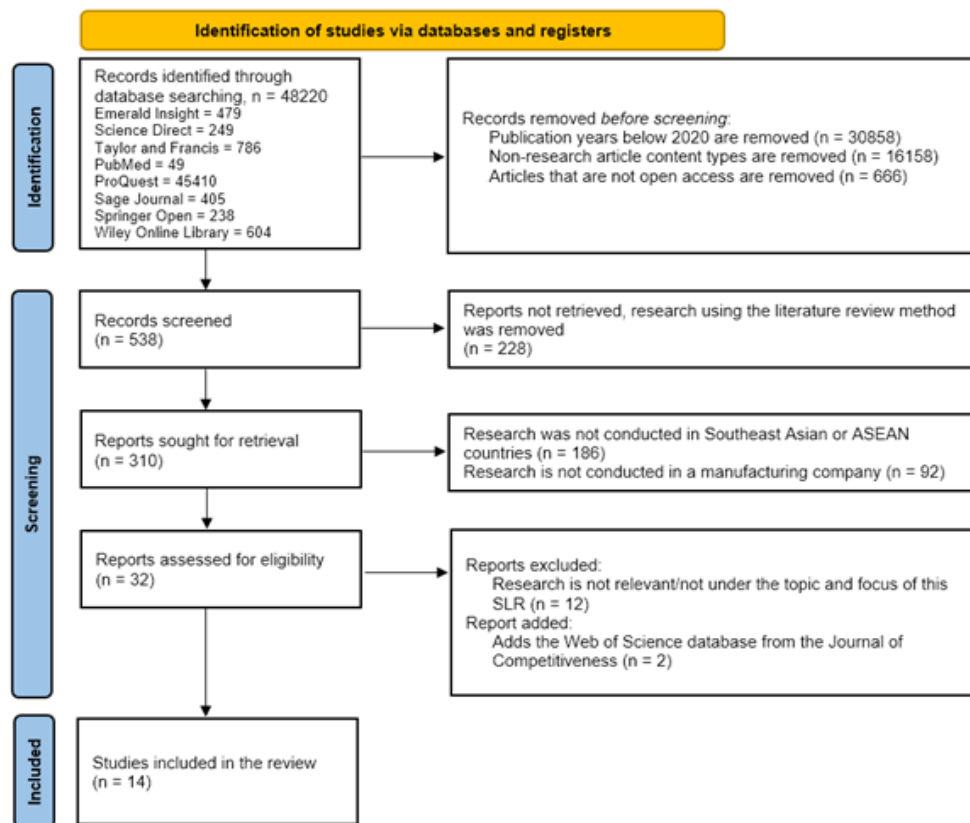 Identification of studies via databases and registers
Identification
Records identified through
database searching, n = 48220
Emerald Insight = 479
Science Direct = 249
Taylor and Francis = 786
PubMed = 49
ProQuest = 45410
Sage Journal = 405
Springer Open = 238
Wiley Online Library = 604
Records removed before screening:
Publication years below 2020 are removed (n = 30858)
Non-research article content types are removed (n = 16158)
Articles that are not open access are removed (n = 666)
Screening
Records screened
(n = 538)
Reports not retrieved, research using the literature review method
was removed
(n = 228)
Reports sought for retrieval
(n = 310)
Research was not conducted in Southeast Asian or ASEAN
countries (n = 186)
Research is not conducted in a manufacturing company (n = 92)
Reports assessed for eligibility
(n = 32)
Reports excluded:
Research is not relevant/not under the topic and focus of this
SLR (n = 12)
Report added:
Adds the Web of Science database from the Journal of
Competitiveness (n = 2)
Included
Studies included in the review
(n = 14)